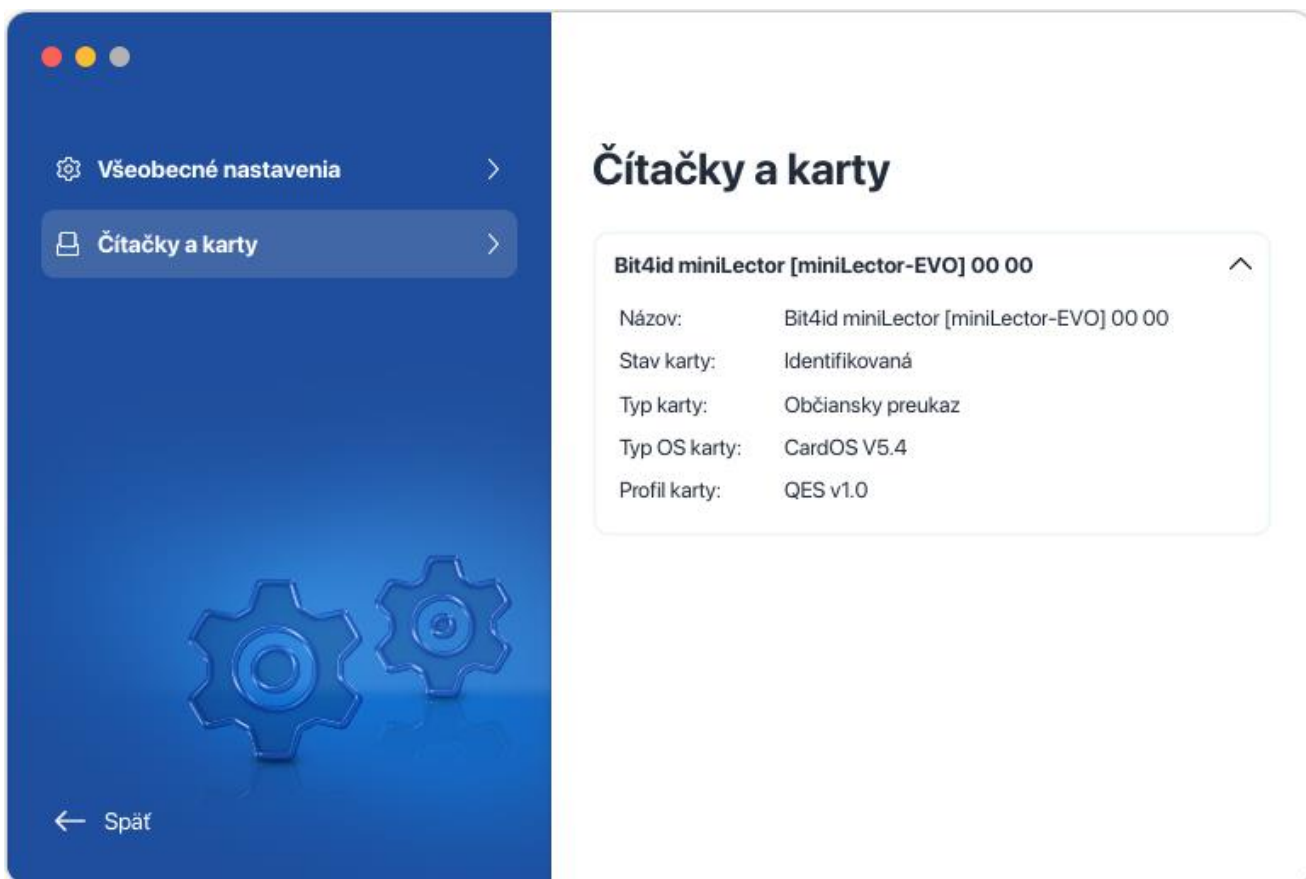 Všeobecné nastavenia
Čítačky a karty
Späť
Čítačky a karty
Bit4id miniLector [miniLector-EVO] 00 00
Názov: Bit4id miniLector [miniLector-EVO] 00 00
Stav karty: Identifikovaná
Typ karty: Občiansky preukaz
Typ OS karty: CardOS V5.4
Profil karty: QES v1.0